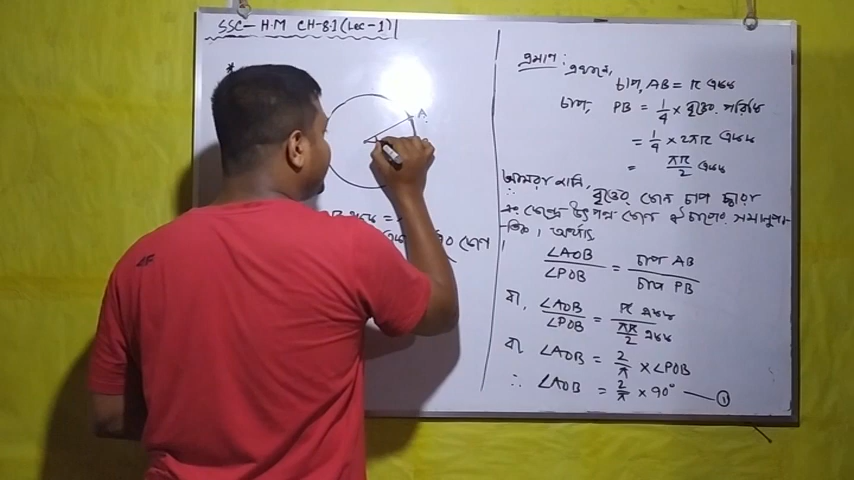 SSC- H.M CH-8.1 (Lec-1)
*
A
কোণ
প্রমাণ: এখানে,
চাপ, AB = r একক
চাপ, PB = 1/4 × বৃত্তের পরিধি
= 1/4 × 2πr একক
= πr/2 একক
আমরা জানি,
বৃত্তের কোন চাপ দ্বারা
কেন্দ্রে উৎপন্ন কোণ ঐ চাপের সমানুপা-
-তিক। অর্থাৎ
∠AOB/∠POB = চাপ AB/চাপ PB
বা, ∠AOB/∠POB = r একক/πr/2 একক
বা, ∠AOB = 2/π × ∠POB
∴ ∠AOB = 2/π × 90° — ①